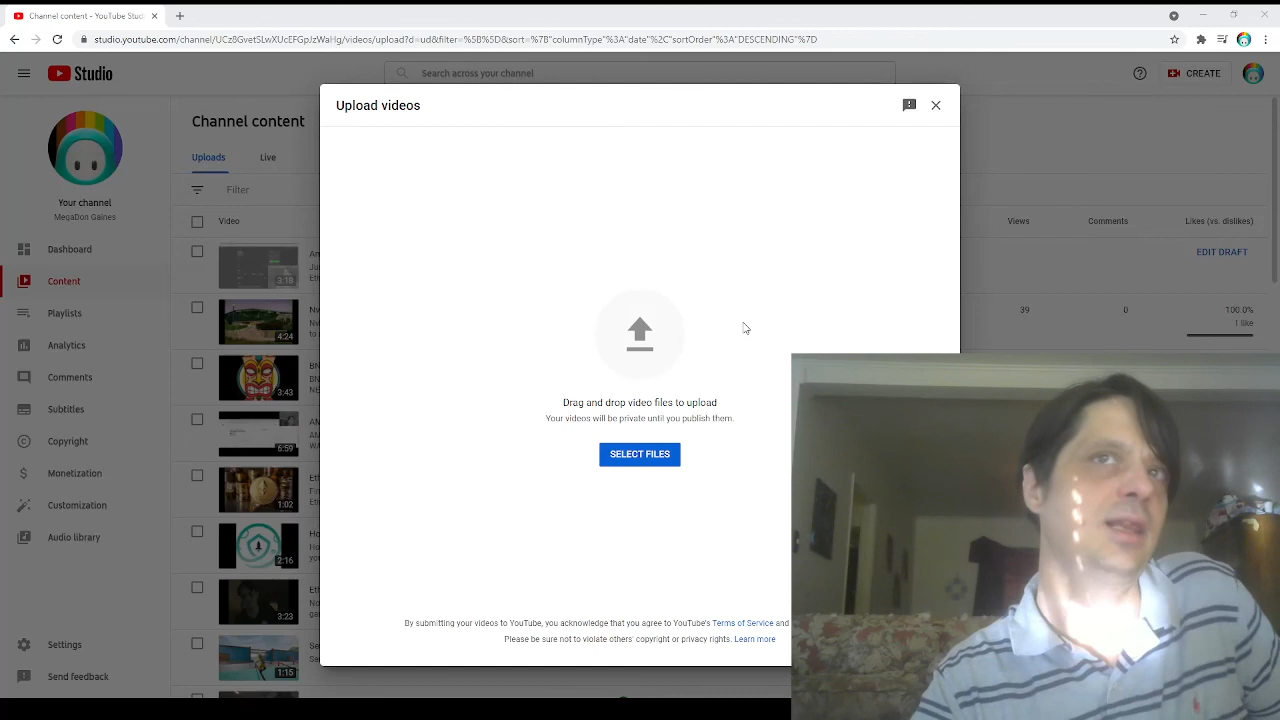 Channel content - YouTube Studi
studio.youtube.com/channel/UCz8GvetSLwXUcEFGpJzWaHg/videos/upload?d=ud&filter=%5B%5D&sort=%7B"columnType"%3A"date"%2C"sortOrder"%3A"DESCENDING"%7D
Studio
Search across your channel
CREATE
Upload videos
Your channel
MegaDon Gaines
Dashboard
Content
Playlists
Analytics
Comments
Subtitles
Copyright
Monetization
Customization
Audio library
Settings
Send feedback
Channel content
Uploads
Live
Filter
Video
Views
Comments
Likes (vs. dislikes)
3:18
EDIT DRAFT
4:24
39
0
100.0%
1 like
3:43
6:59
1:02
2:16
3:23
1:15
Drag and drop video files to upload
Your videos will be private until you publish them.
SELECT FILES
By submitting your videos to YouTube, you acknowledge that you agree to YouTube's Terms of Service and
Please be sure not to violate others' copyright or privacy rights. Learn more